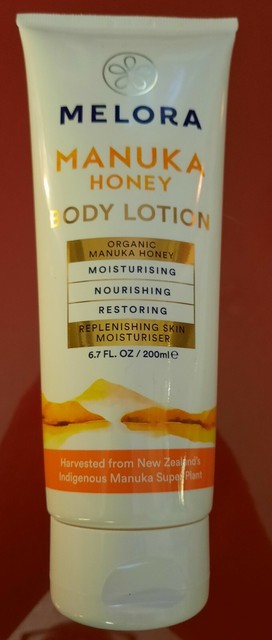 MELORA
MANUKA
HONEY
BODY LOTION
ORGANIC
MANUKA HONEY
MOISTURISING
NOURISHING
RESTORING
REPLENISHING SKIN
MOISTURISER
6.7 FL. OZ / 200ml℮
Harvested from New Zealand's
Indigenous Manuka Super Plant